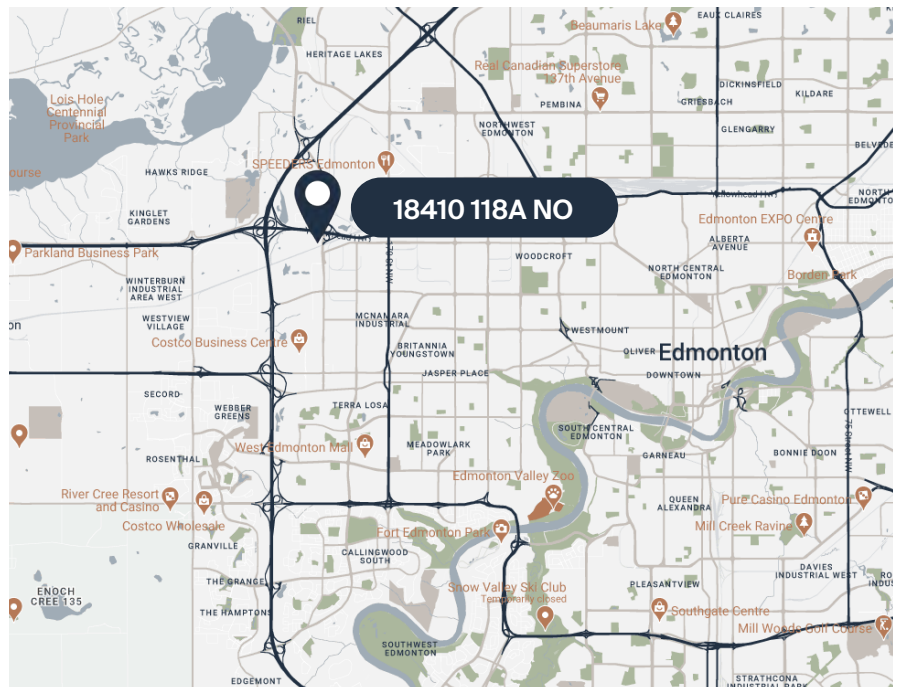 RIEL
EAUX CLAIRES
Beaumaris Lake
HERITAGE LAKES
Real Canadian Superstore
137th Avenue
DICKINSFIELD
KILDARE
Lois Hole
Centennial
Provincial
Park
PEMBINA
GRIESBACH
NORTHWEST
EDMONTON
GLENGARRY
BELVEDE
SPEEDERS Edmonton
ourse
HAWKS RIDGE
18410 118A NO
Yellowhead Hwy
NORTH
EDMONTO
KINGLET
GARDENS
Edmonton EXPO Centre
ALBERTA
AVENUE
Parkland Business Park
WOODCROFT
NORTH CENTRAL
EDMONTON
Borden Park
WINTERBURN
INDUSTRIAL
AREA WEST
WESTVIEW
VILLAGE
MCNAMARA
INDUSTRIAL
on
WESTMOUNT
Costco Business Centre
BRITANNIA
YOUNGSTOWN
OLIVER
Edmonton
DOWNTOWN
JASPER PLACE
SECORD
WEBBER
GREENS
TERRA LOSA
OTTEWELL
SOUTH CENTRAL
EDMONTON
West Edmonton Mall
MEADOWLARK
PARK
ROSENTHAL
GARNEAU
BONNIE DOON
Edmonton Valley Zoo
River Cree Resort
and Casino
QUEEN
ALEXANDRA
Pure Casino Edmonton
Costco Wholesale
Fort Edmonton Park
Mill Creek Ravine
GRANVILLE
CALLINGWOOD
SOUTH
DAVIES
INDUSTRIAL WEST
THE GRANGE
Snow Valley Ski Club
Temporarily closed
PLEASANTVIEW
ENOCH
CREE 135
THE HAMPTONS
Southgate Centre
Mill Woods Golf Course
SOUTHWEST
EDMONTON
EDGEMONT
STRATHCONA
INDUSTRIAL PARK